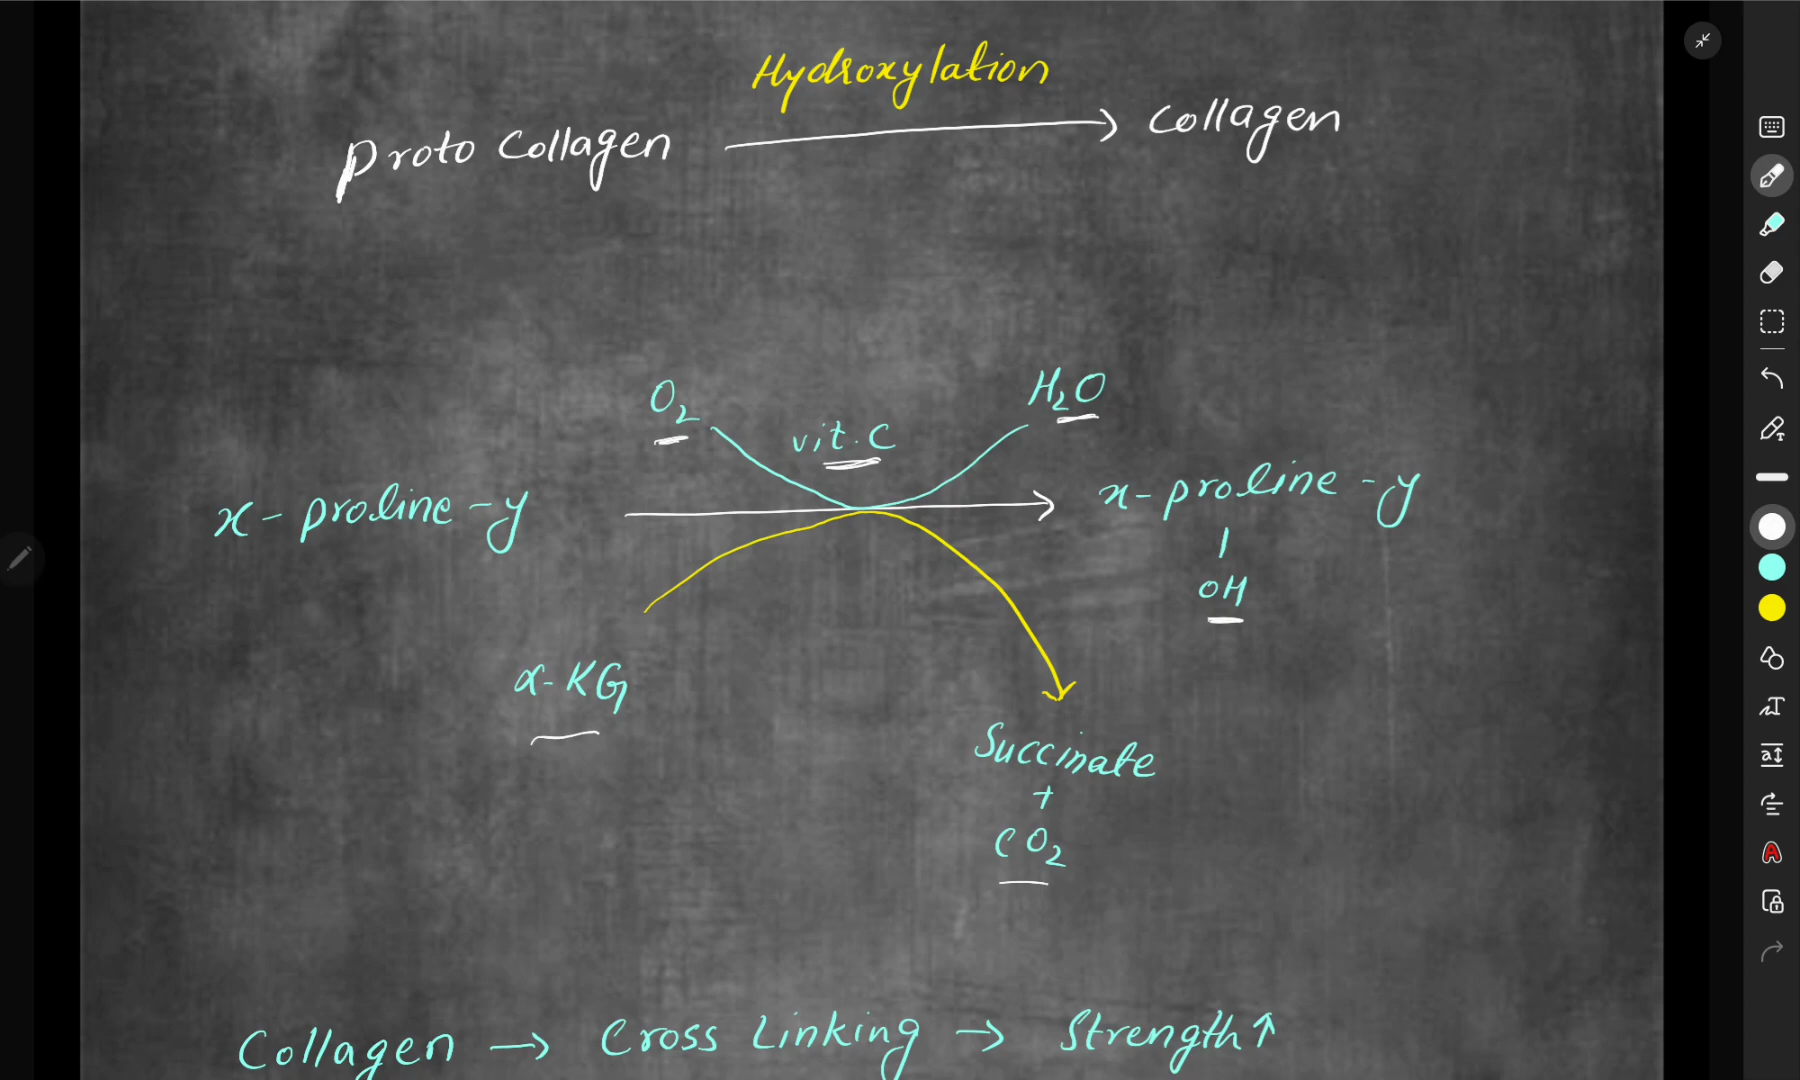 Hydroxylation
Proto Collagen → Collagen
O2 vit. C H2O
x - proline - y → x - proline - y
OH
α - KG
Succinate
+
CO2
Collagen → Cross Linking → Strength ↑